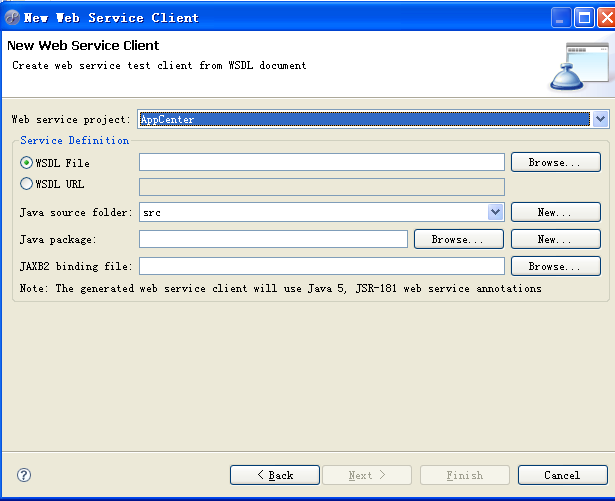 New Web Service Client
New Web Service Client
Create web service test client from WSDL document
Web service project: AppCenter
Service Definition
WSDL File Browse...
WSDL URL
Java source folder: src New...
Java package: Browse... New...
JAXB2 binding file: Browse...
Note: The generated web service client will use Java 5, JSR-181 web service annotations
? < Back Next > Finish Cancel